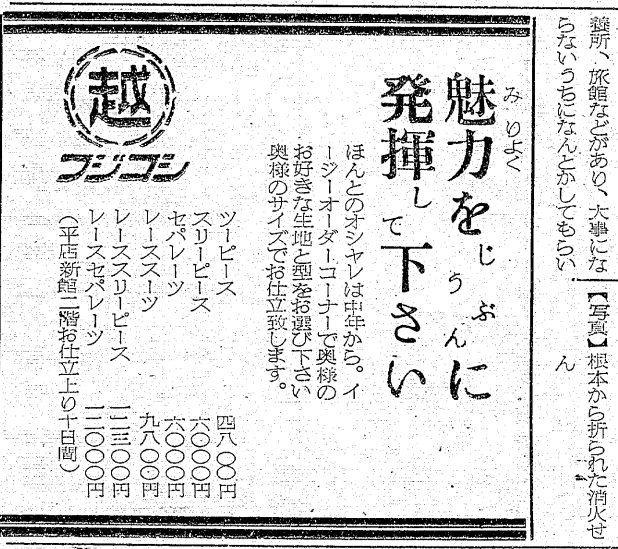 養所、旅館などがあり、大事にな
らないうちになんとかしてもらい
【写真】根本から折られた消火せ
ん
みりよく
魅力を
じうぶんに
発揮して下さい
ほんとのオシャレは中年から。イ
ージーオーダーコーナーで奥様の
お好きな生地と型をお選び下さい
奥様のサイズでお仕立致します。
ツーピース 四八〇〇円
スリーピース 六〇〇〇円
セパレーツ 六〇〇〇円
レーススーツ 九八〇〇円
レーススリーピース 一二三〇〇円
レースセパレーツ 一二〇〇〇円
(平店新館二階お仕立上り十日間)
越
フジコシ